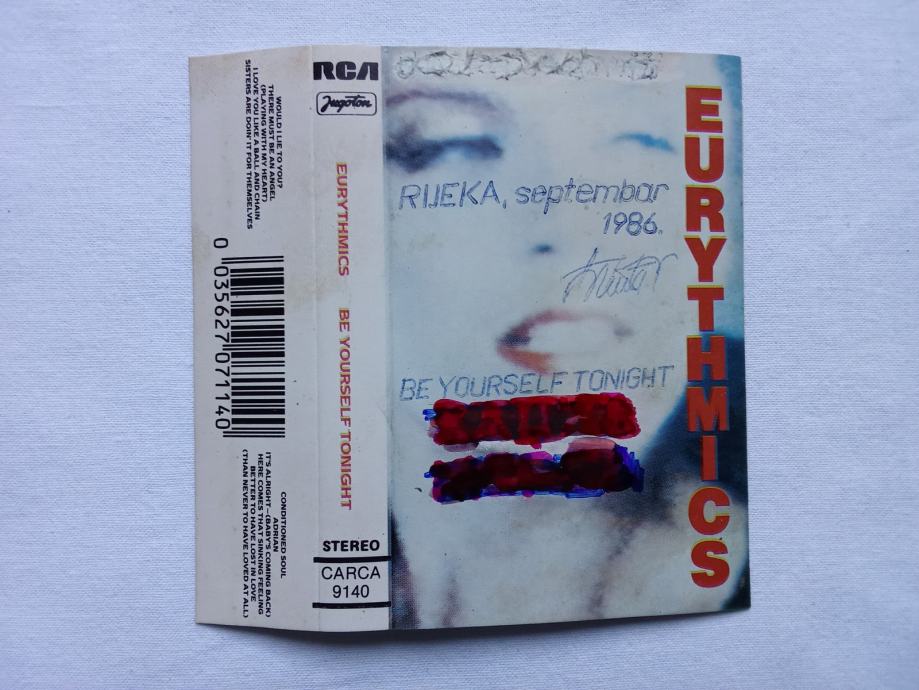 WOULD I LIE TO YOU?
THERE MUST BE AN ANGEL
(PLAYING WITH MY HEART)
I LOVE YOU LIKE A BALL AND CHAIN
SISTERS ARE DOIN' IT FOR THEMSELVES
0 035627 071140
CONDITIONED SOUL
ADRIAN
IT'S ALRIGHT-(BABY'S COMING BACK)
HERE COMES THAT SINKING FEELING
BETTER TO HAVE LOST IN LOVE
(THAN NEVER TO HAVE LOVED AT ALL)
RCA
Jugoton
EURYTHMICS BE YOURSELF TONIGHT
STEREO
CARCA
9140
RIJEKA, septembar
1986.
BE YOURSELF TONIGHT
EURYTHMICS